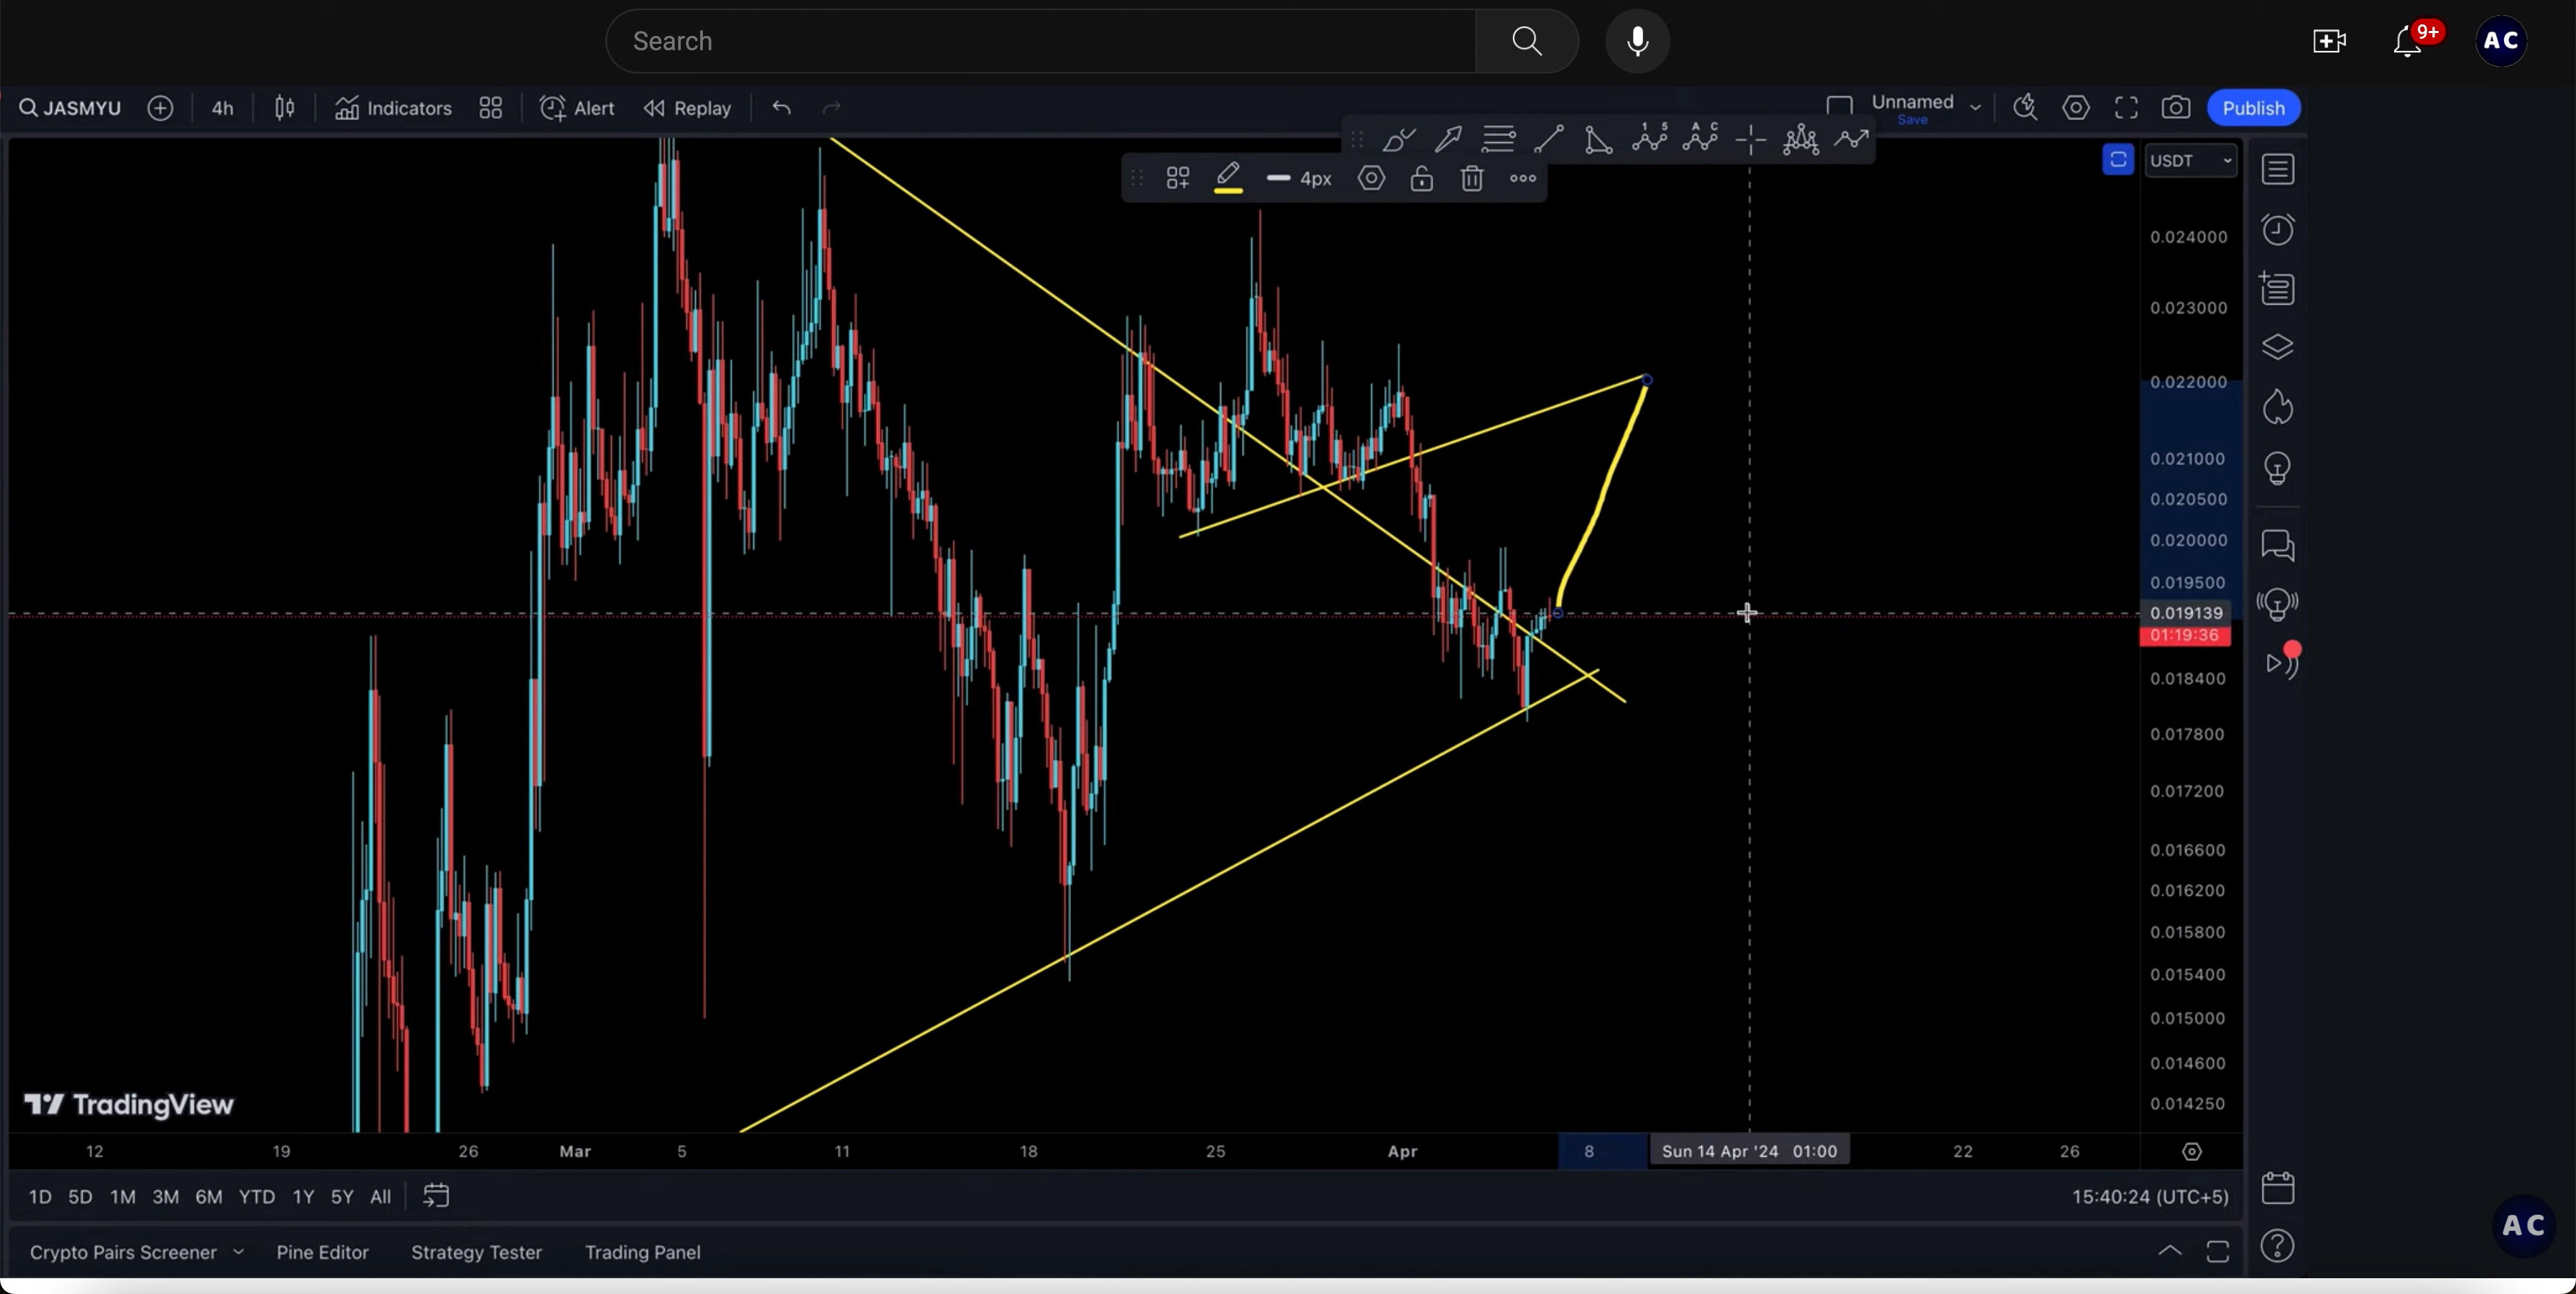 Search
9+
AC
JASMYU
4h
Indicators
Alert
Replay
Unnamed
Save
Publish
1 5
A C
4px
USDT
0.024000
0.023000
0.022000
0.021000
0.020500
0.020000
0.019500
0.019139
01:19:36
0.018400
0.017800
0.017200
0.016600
0.016200
0.015800
0.015400
0.015000
0.014600
0.014250
TradingView
12 19 26 Mar 5 11 18 25 Apr 8 Sun 14 Apr '24 01:00 22 26
1D 5D 1M 3M 6M YTD 1Y 5Y All
15:40:24 (UTC+5)
AC
Crypto Pairs Screener Pine Editor Strategy Tester Trading Panel